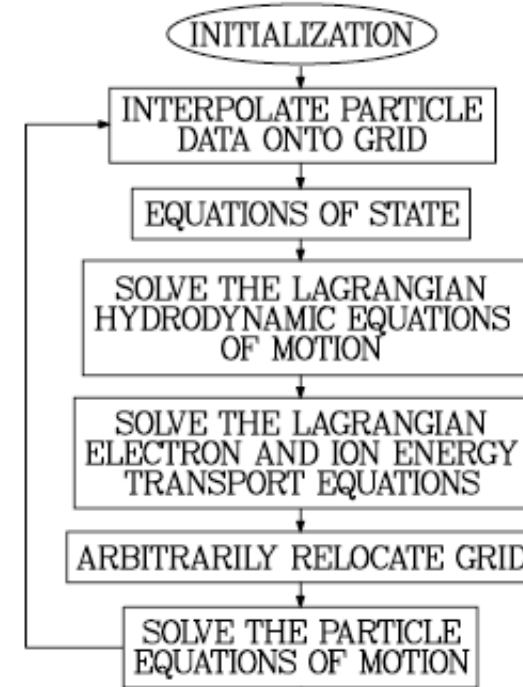 INITIALIZATION
INTERPOLATE PARTICLE
DATA ONTO GRID
EQUATIONS OF STATE
SOLVE THE LAGRANGIAN
HYDRODYNAMIC EQUATIONS
OF MOTION
SOLVE THE LAGRANGIAN
ELECTRON AND ION ENERGY
TRANSPORT EQUATIONS
ARBITRARILY RELOCATE GRID
SOLVE THE PARTICLE
EQUATIONS OF MOTION